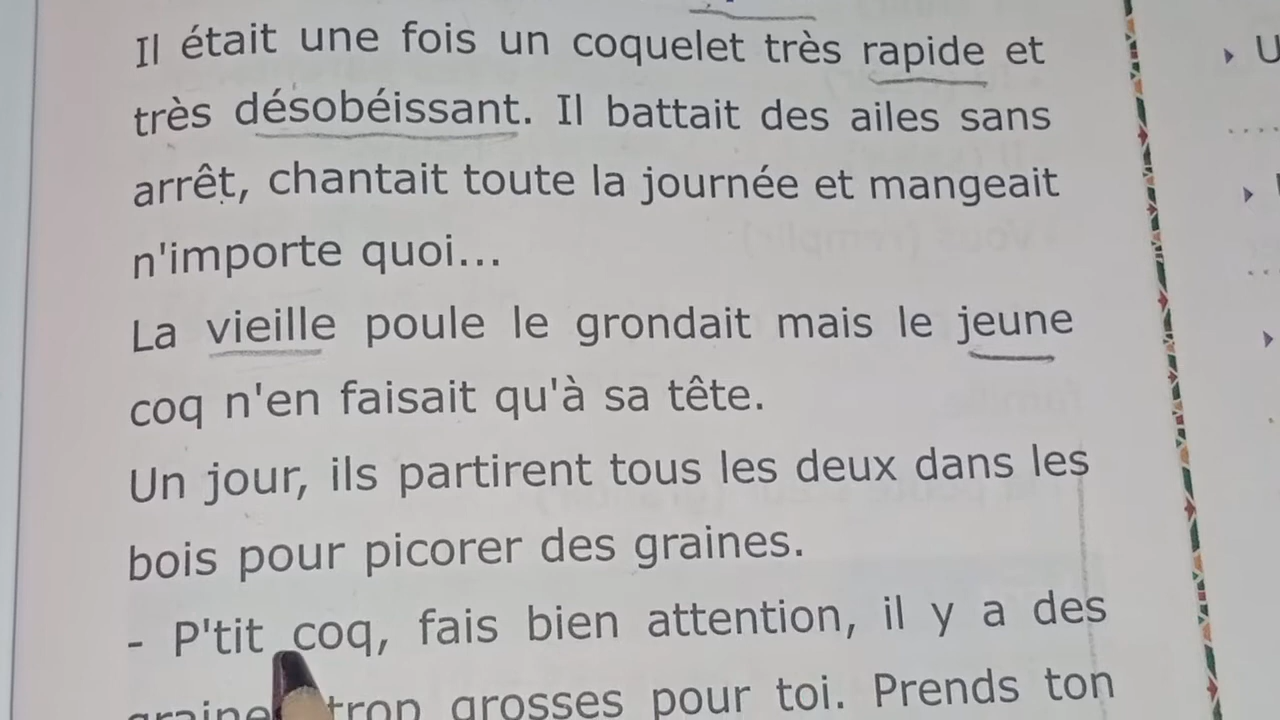 Il était une fois un coquelet très rapide et
très désobéissant. Il battait des ailes sans
arrêt, chantait toute la journée et mangeait
n'importe quoi...
La vieille poule le grondait mais le jeune
coq n'en faisait qu'à sa tête.
Un jour, ils partirent tous les deux dans les
bois pour picorer des graines.
- P'tit coq, fais bien attention, il y a des
trop grosses pour toi. Prends ton